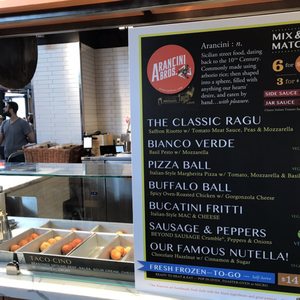 ARANCINI
BROS.
Arancini : n.
Sicilian street food, dating
back to the 10th Century.
Commonly made using
arborio rice; then shaped
into a sphere, filled with
anything our hearts
desire, and eaten by
hand...with pleasure.
MIX &
MATC
6 for
3 for
SIDE SAUCE
JAR SAUCE
THE CLASSIC RAGU
Saffron Risotto w/ Tomato Meat Sauce, Peas & Mozzarella
BIANCO VERDE
Basil Pesto w/ Mozzarella
PIZZA BALL
Italian-Style Margherita Pizza w/ Tomato, Mozzarella & Basil
BUFFALO BALL
Spicy Oven-Roasted Chicken w/ Gorgonzola Cheese
BUCATINI FRITTI
Italian-Style MAC & CHEESE
SAUSAGE & PEPPERS
BEYOND SAUSAGE Crumble, Peppers & Onions
OUR FAMOUS NUTELLA!
Chocolate Hazelnut w/ Cinnamon & Sugar
FRESH FROZEN TO-GO
$14
TACO-CINO